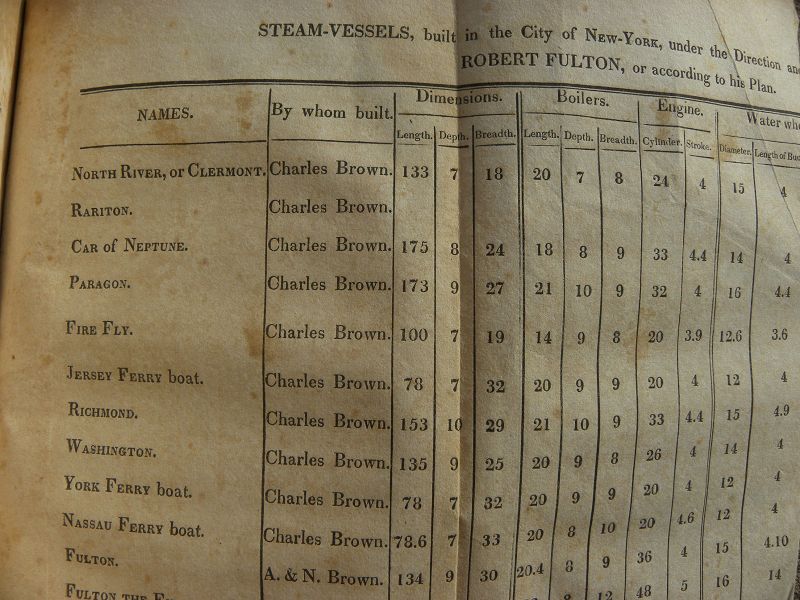 STEAM-VESSELS, built in the City of NEW-YORK, under the Direction
ROBERT FULTON, or according to his Plan.
NAMES. By whom built. Dimensions. Boilers. Engine. Water
Length. Depth. Breadth. Length. Depth. Breadth. Cylinder. Stroke. Diameter. Length of
NORTH RIVER, or CLERMONT. Charles Brown. 133 7 18 20 7 8 24 4 15 4
RARITON. Charles Brown.
CAR of NEPTUNE. Charles Brown. 175 8 24 18 8 9 33 4.4 14 4
PARAGON. Charles Brown. 173 9 27 21 10 9 32 4 16 4.4
FIRE FLY. Charles Brown. 100 7 19 14 9 8 20 3.9 12.6 3.6
JERSEY FERRY boat. Charles Brown. 78 7 32 20 9 9 20 4 12 4
RICHMOND. Charles Brown. 153 10 29 21 10 9 33 4.4 15 4.9
WASHINGTON. Charles Brown. 135 9 25 20 9 8 26 4 14 4
YORK FERRY boat. Charles Brown. 78 7 32 20 9 9 20 4 12 4
NASSAU FERRY boat. Charles Brown. 78.6 7 33 20 8 10 20 4.6 12 4
FULTON. A. & N. Brown. 134 9 30 20.4 8 9 36 4 15 4.10
FULTON THE 8 12 48 5 16 14